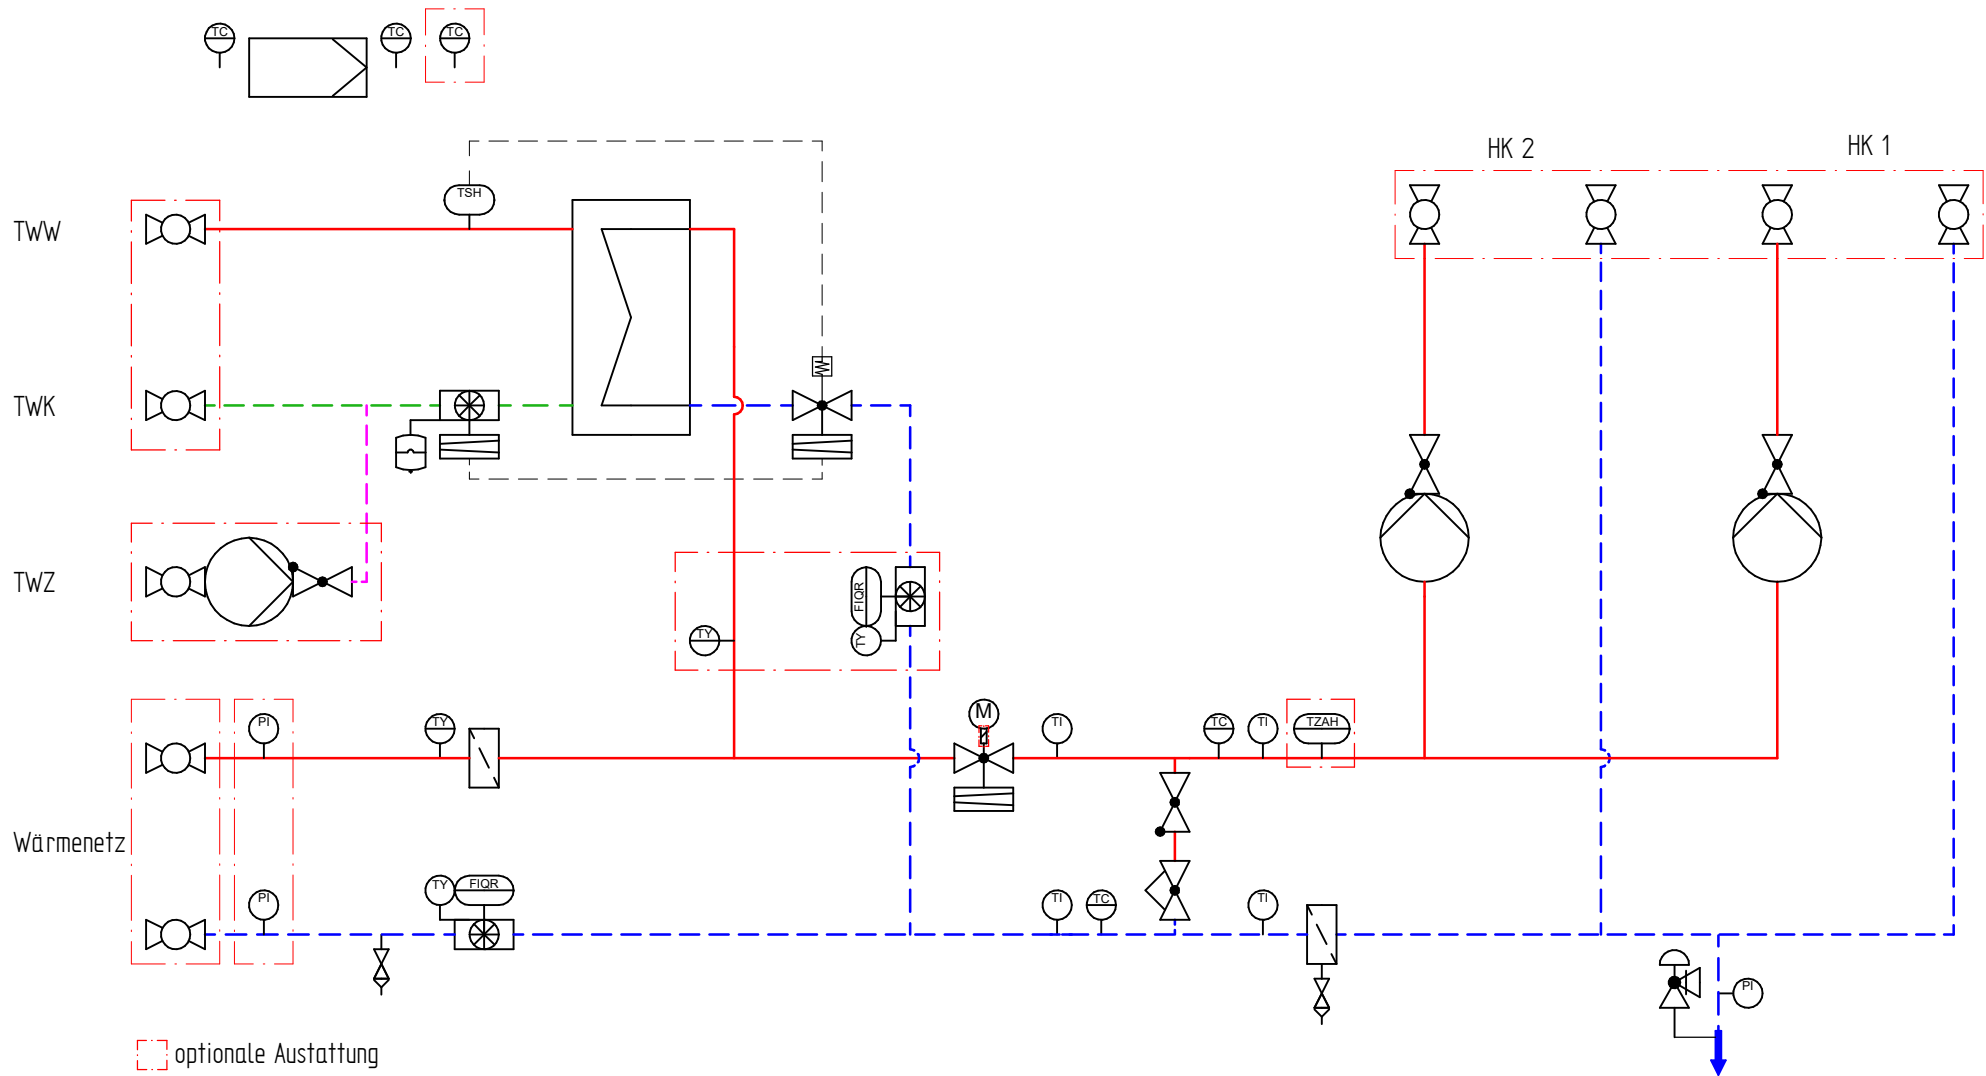 TC
TC
TC
HK 2
HK 1
TSH
TWW
TWK
TWZ
FIQR
TY
TY
M
PI
TY
TI
TC
TI
TZAH
Wärmenetz
PI
TY
FIQR
TI
TC
TI
PI
optionale Austattung